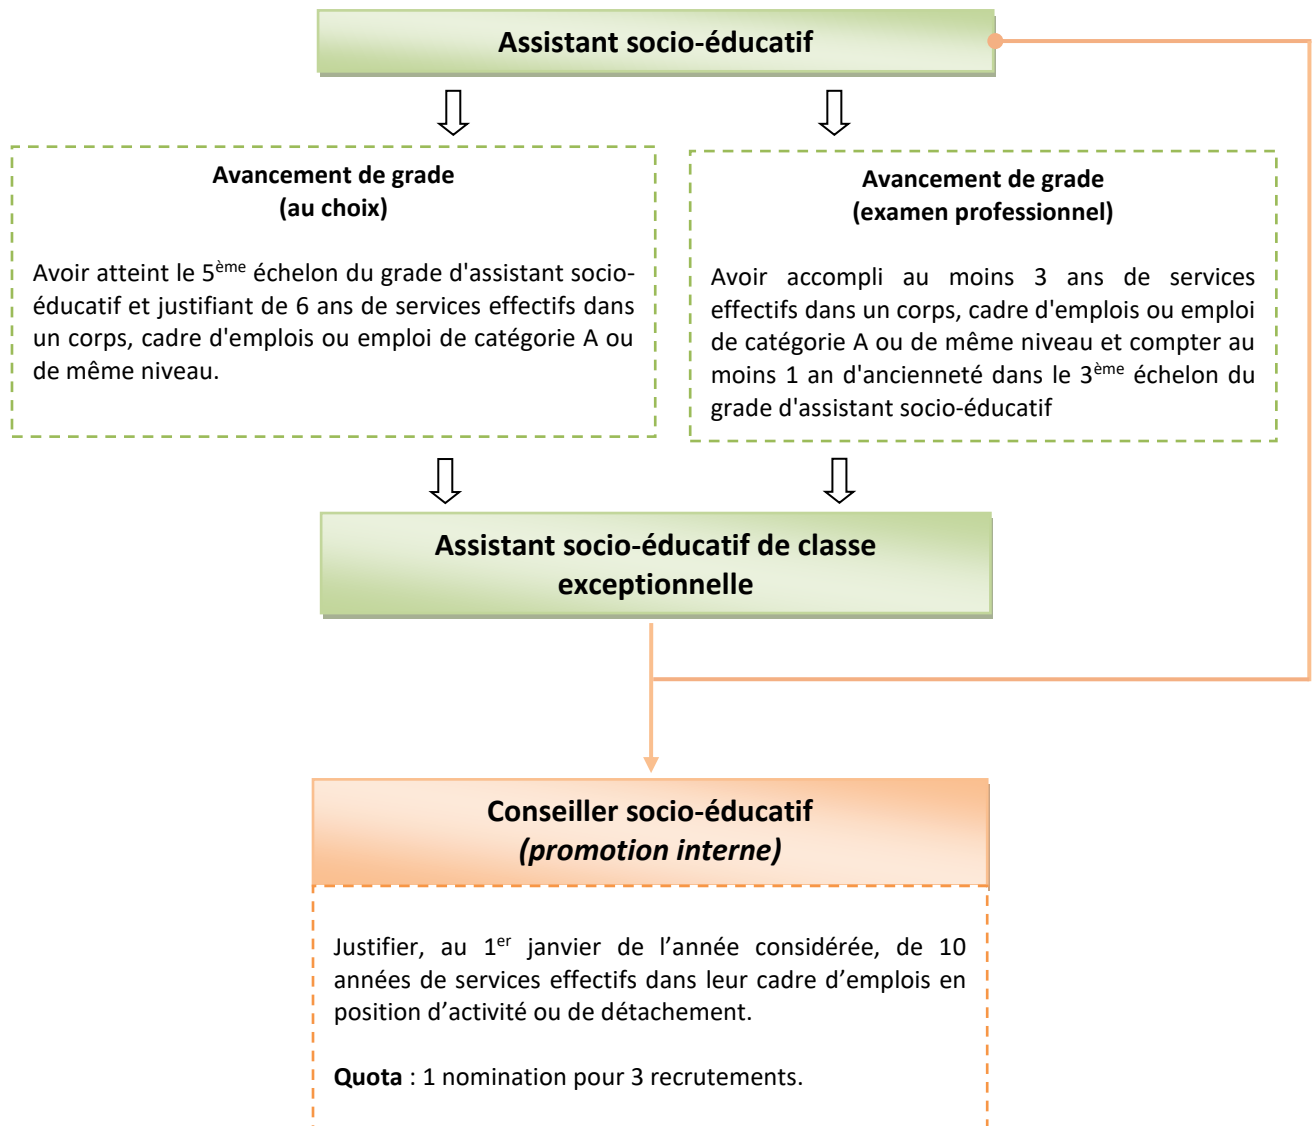 Assistant socio-éducatif
Avancement de grade
(au choix)
Avoir atteint le 5ème échelon du grade d'assistant socio-
éducatif et justifiant de 6 ans de services effectifs dans
un corps, cadre d'emplois ou emploi de catégorie A ou
de même niveau.
Avancement de grade
(examen professionnel)
Avoir accompli au moins 3 ans de services
effectifs dans un corps, cadre d'emplois ou emploi
de catégorie A ou de même niveau et compter au
moins 1 an d'ancienneté dans le 3ème échelon du
grade d'assistant socio-éducatif
Assistant socio-éducatif de classe
exceptionnelle
Conseiller socio-éducatif
(promotion interne)
Justifier, au 1er janvier de l’année considérée, de 10
années de services effectifs dans leur cadre d’emplois en
position d’activité ou de détachement.
Quota : 1 nomination pour 3 recrutements.